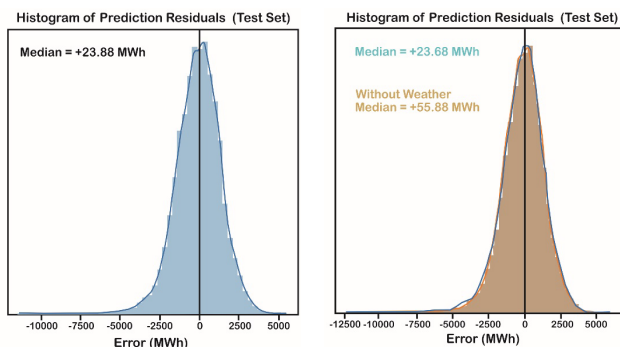 Histogram of Prediction Residuals (Test Set)
Median = +23.88 MWh
-10000 -7500 -5000 -2500 0 2500 5000
Error (MWh)
Histogram of Prediction Residuals (Test Set)
Median = +23.68 MWh
Without Weather
Median = +55.88 MWh
-12500 -10000 -7500 -5000 -2500 0 2500 5000
Error (MWh)